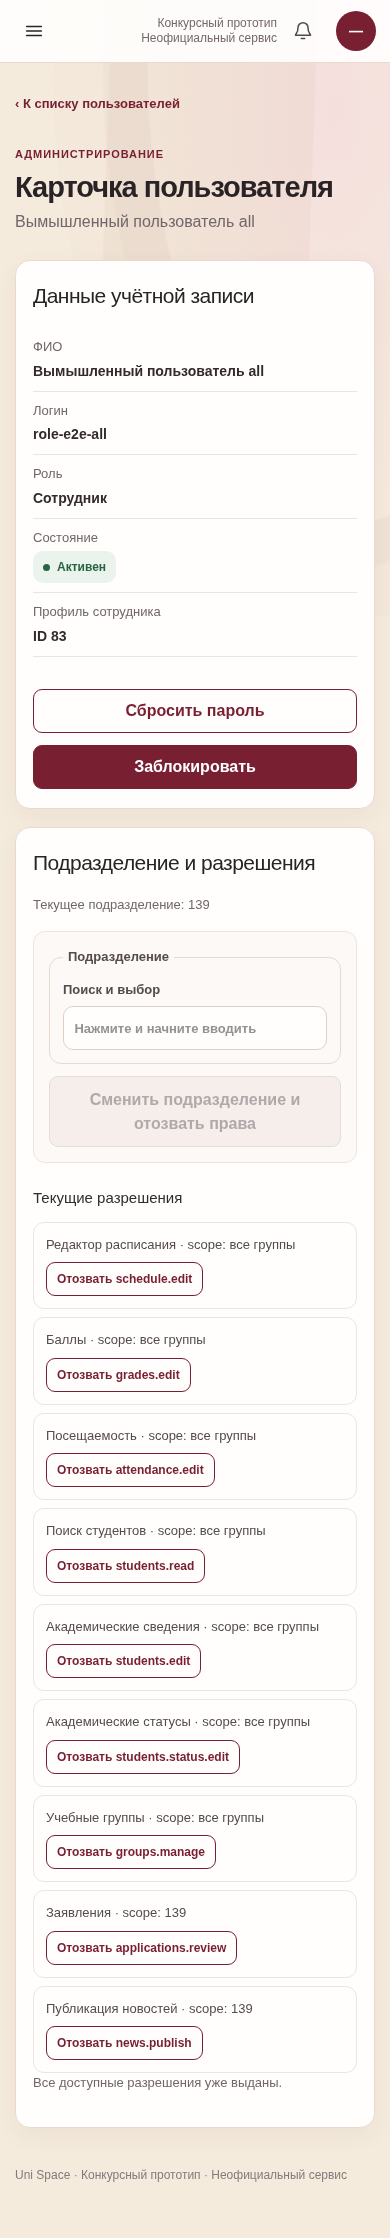 Конкурсный прототип
Неофициальный сервис
—
‹ К списку пользователей
АДМИНИСТРИРОВАНИЕ
Карточка пользователя
Вымышленный пользователь all
Данные учётной записи
ФИО
Вымышленный пользователь all
Логин
role-e2e-all
Роль
Сотрудник
Состояние
Активен
Профиль сотрудника
ID 83
Сбросить пароль
Заблокировать
Подразделение и разрешения
Текущее подразделение: 139
Подразделение
Поиск и выбор
Нажмите и начните вводить
Сменить подразделение и
отозвать права
Текущие разрешения
Редактор расписания · scope: все группы
Отозвать schedule.edit
Баллы · scope: все группы
Отозвать grades.edit
Посещаемость · scope: все группы
Отозвать attendance.edit
Поиск студентов · scope: все группы
Отозвать students.read
Академические сведения · scope: все группы
Отозвать students.edit
Академические статусы · scope: все группы
Отозвать students.status.edit
Учебные группы · scope: все группы
Отозвать groups.manage
Заявления · scope: 139
Отозвать applications.review
Публикация новостей · scope: 139
Отозвать news.publish
Все доступные разрешения уже выданы.
Uni Space · Конкурсный прототип · Неофициальный сервис